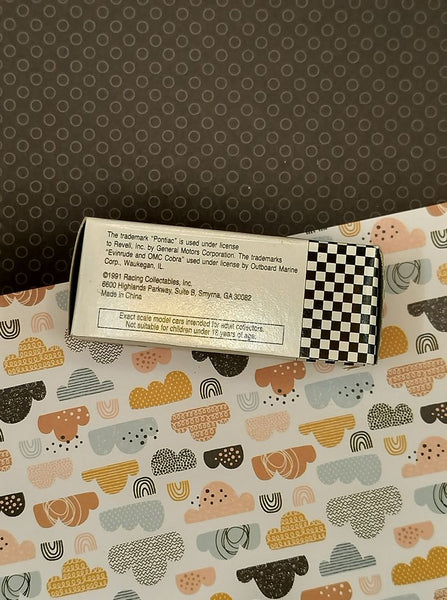 The trademark "Pontiac" is used under license
to Revell, Inc. by General Motors Corporation. The trademarks
"Evinrude and OMC Cobra" used under license by Outboard Marine
Corp., Waukegan, IL.
©1991 Racing Collectables, Inc.
6600 Highlands Parkway, Suite B, Smyrna, GA 30082
Made in China
Exact scale model cars intended for adult collectors.
Not suitable for children under 16 years of age.